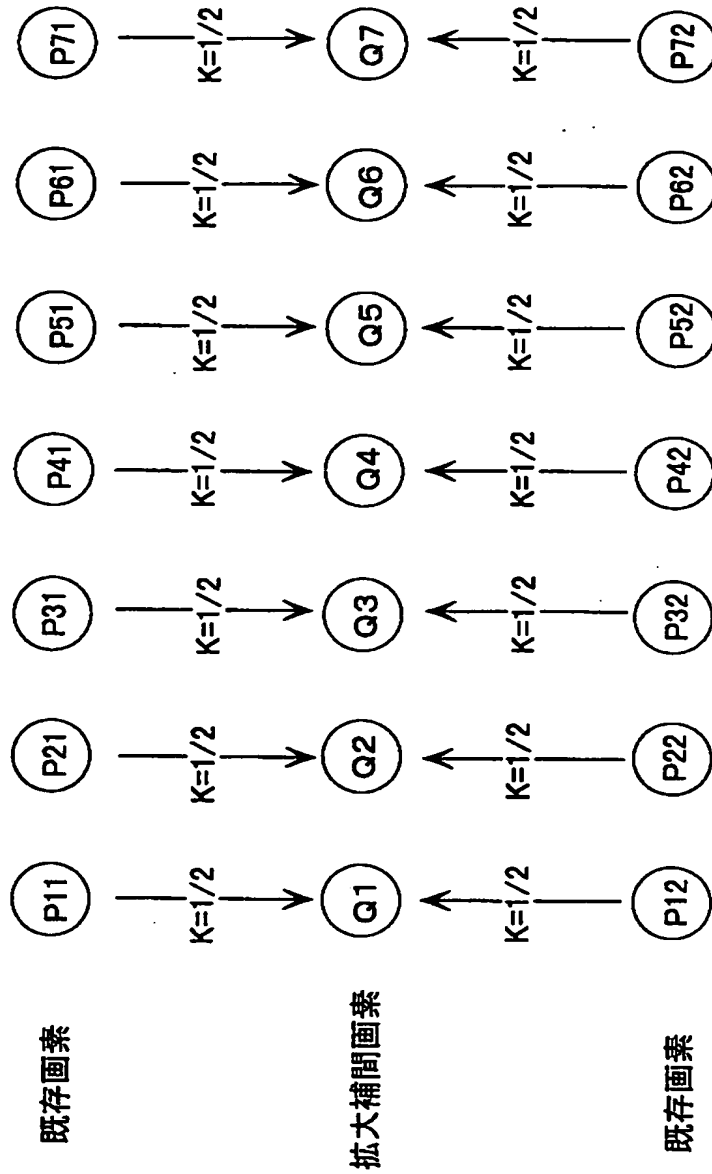 既存画素 P11 P21 P31 P41 P51 P61 P71
K=1/2 K=1/2 K=1/2 K=1/2 K=1/2 K=1/2 K=1/2
拡大補間画素 Q1 Q2 Q3 Q4 Q5 Q6 Q7
K=1/2 K=1/2 K=1/2 K=1/2 K=1/2 K=1/2 K=1/2
既存画素 P12 P22 P32 P42 P52 P62 P72